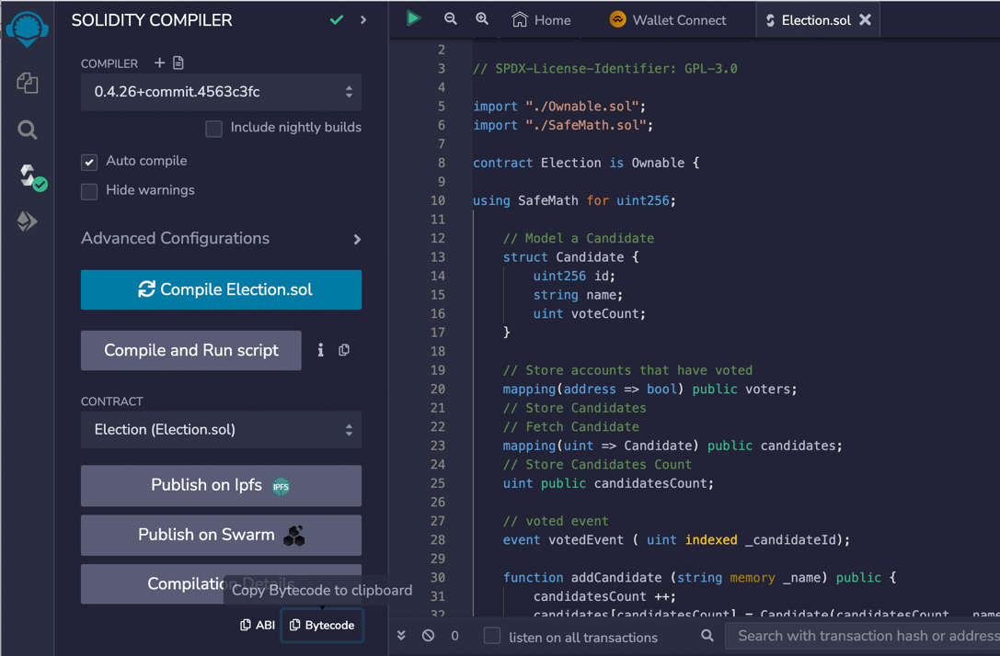 SOLIDITY COMPILER
COMPILER
0.4.26+commit.4563c3fc
Include nightly builds
Auto compile
Hide warnings
Advanced Configurations
Compile Election.sol
Compile and Run script
CONTRACT
Election (Election.sol)
Publish on Ipfs IPFS
Publish on Swarm
Compilation Details
Copy Bytecode to clipboard
ABI Bytecode
Home Wallet Connect Election.sol
2
3 // SPDX-License-Identifier: GPL-3.0
4
5 import "./Ownable.sol";
6 import "./SafeMath.sol";
7
8 contract Election is Ownable {
9
10 using SafeMath for uint256;
11
12 // Model a Candidate
13 struct Candidate {
14 uint256 id;
15 string name;
16 uint voteCount;
17 }
18
19 // Store accounts that have voted
20 mapping(address => bool) public voters;
21 // Store Candidates
22 // Fetch Candidate
23 mapping(uint => Candidate) public candidates;
24 // Store Candidates Count
25 uint public candidatesCount;
26
27 // voted event
28 event votedEvent ( uint indexed _candidateId);
29
30 function addCandidate (string memory _name) public {
31 candidatesCount ++;
32 candidates[candidatesCount] = Candidate(candidatesCount, _name
0 listen on all transactions Search with transaction hash or address